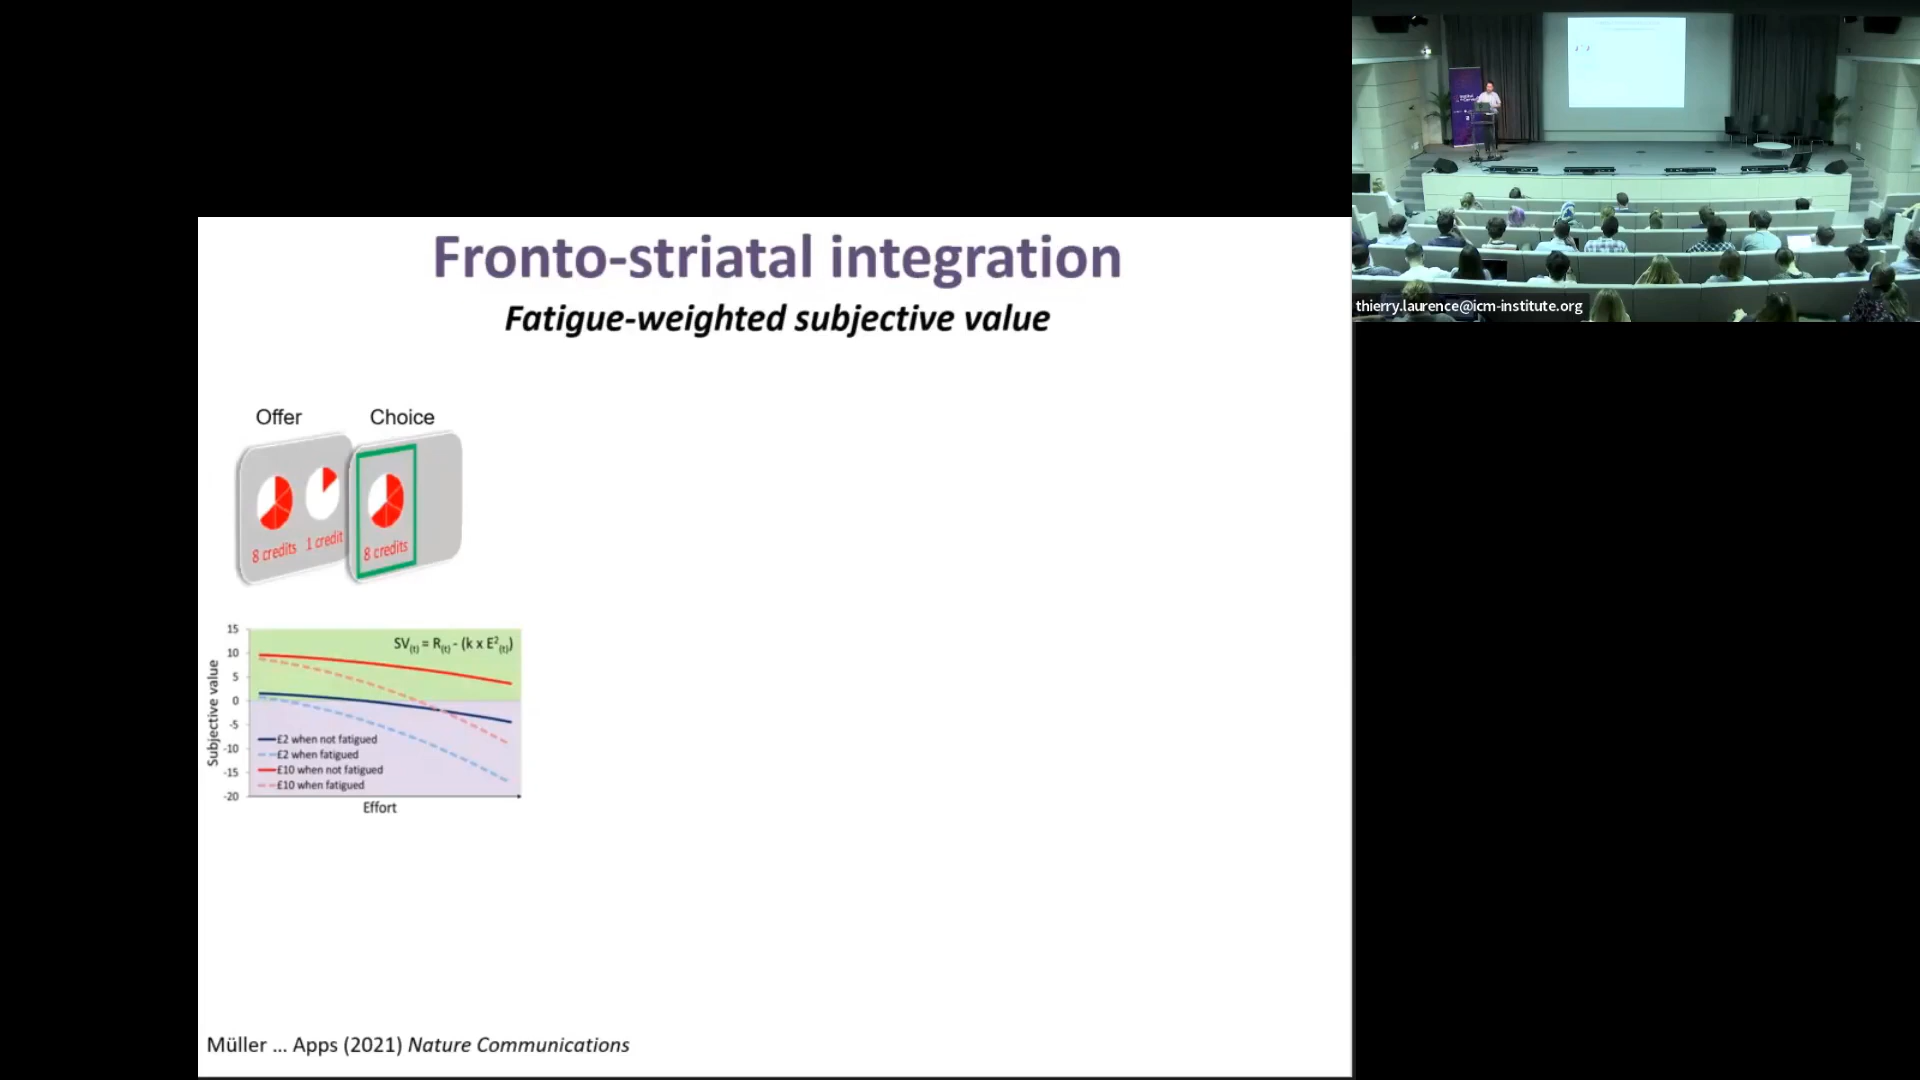 Fronto-striatal integration
Fatigue-weighted subjective value
Offer
Choice
8 credits
1 credit
8 credits
SV(t) = R(t) - (k x E²(t))
15
10
5
0
-5
-10
-15
-20
Subjective value
£2 when not fatigued
£2 when fatigued
£10 when not fatigued
£10 when fatigued
Effort
Müller ... Apps (2021) Nature Communications
thierry.laurence@icm-institute.org